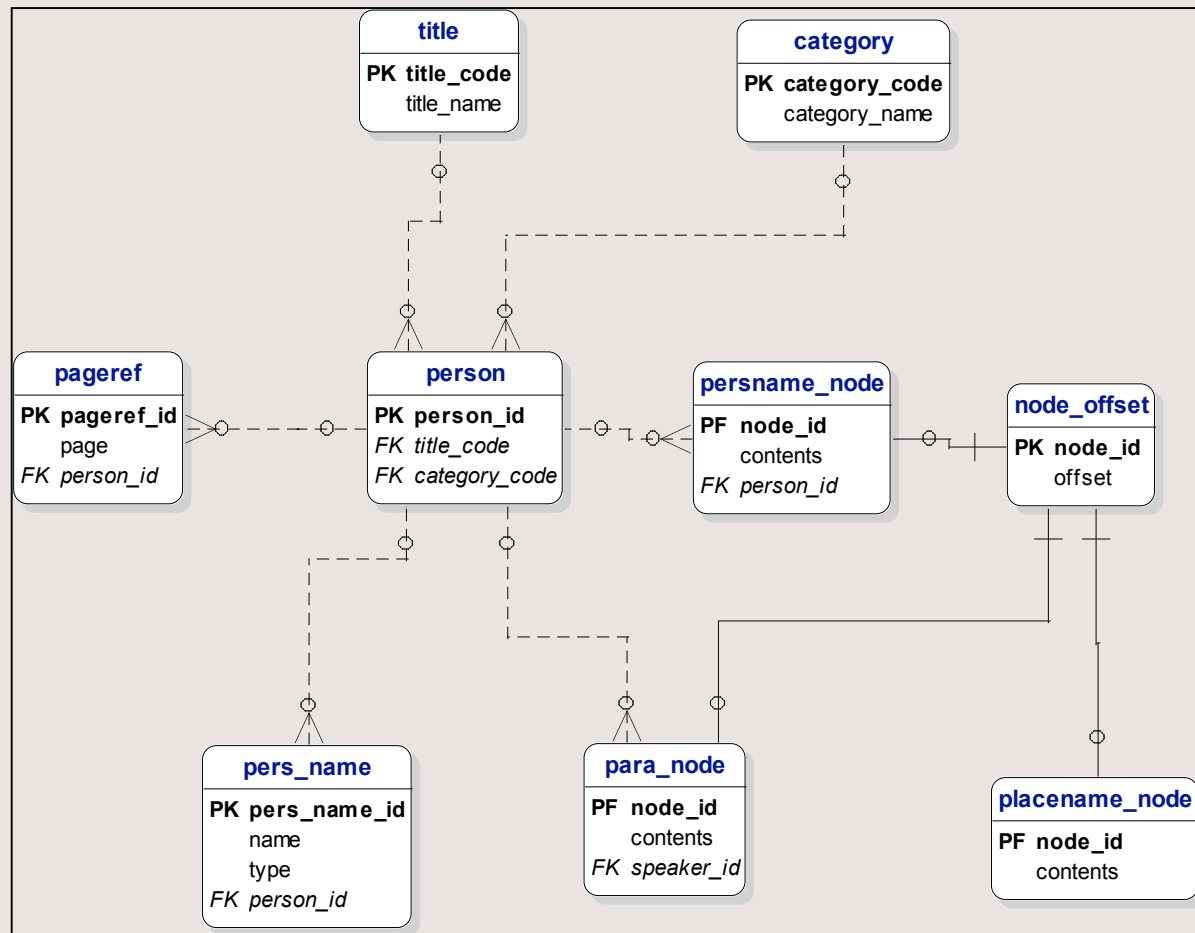 title
PK title_code
title_name
category
PK category_code
category_name
pageref
PK pageref_id
page
FK person_id
person
PK person_id
FK title_code
FK category_code
persname_node
PF node_id
contents
FK person_id
node_offset
PK node_id
offset
pers_name
PK pers_name_id
name
type
FK person_id
para_node
PF node_id
contents
FK speaker_id
placename_node
PF node_id
contents